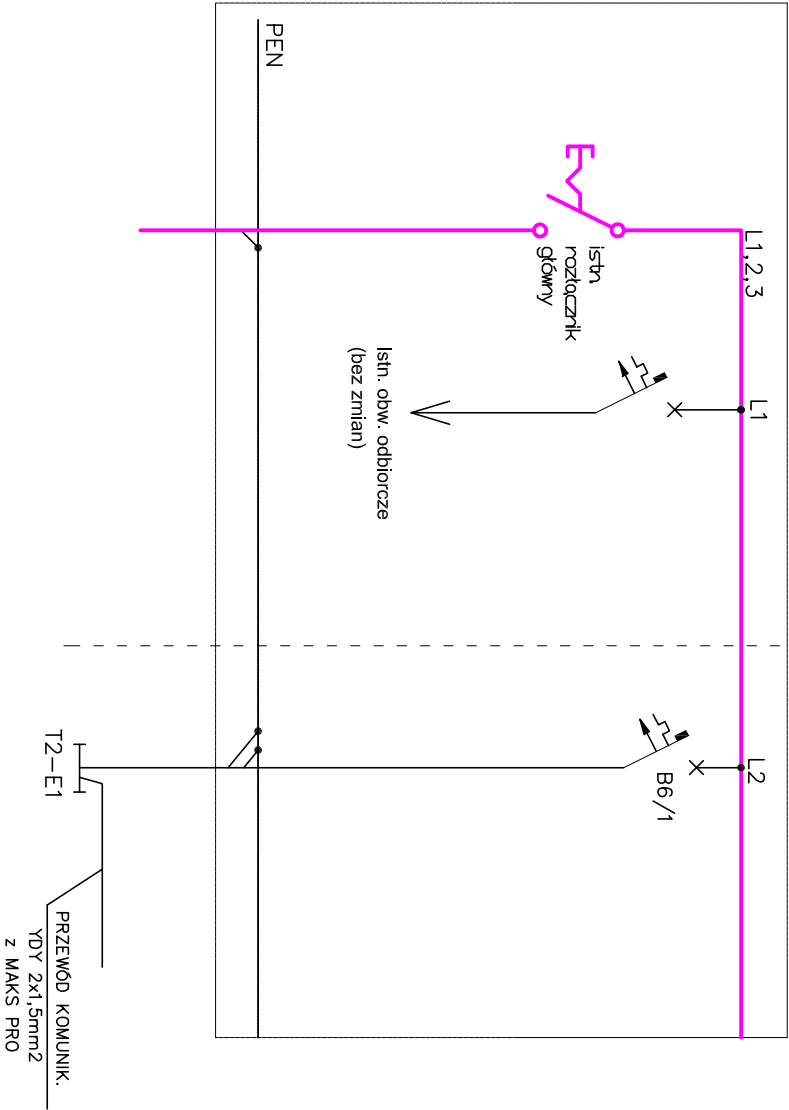 L1,2,3
L1
L2
istn.
rozłącznik
główny
B6/1
Istn. obw. odbiorcze
(bez zmian)
PEN
T2-E1
PRZEWÓD KOMUNIK.
YDY 2x1,5mm2
z MAKS PRO